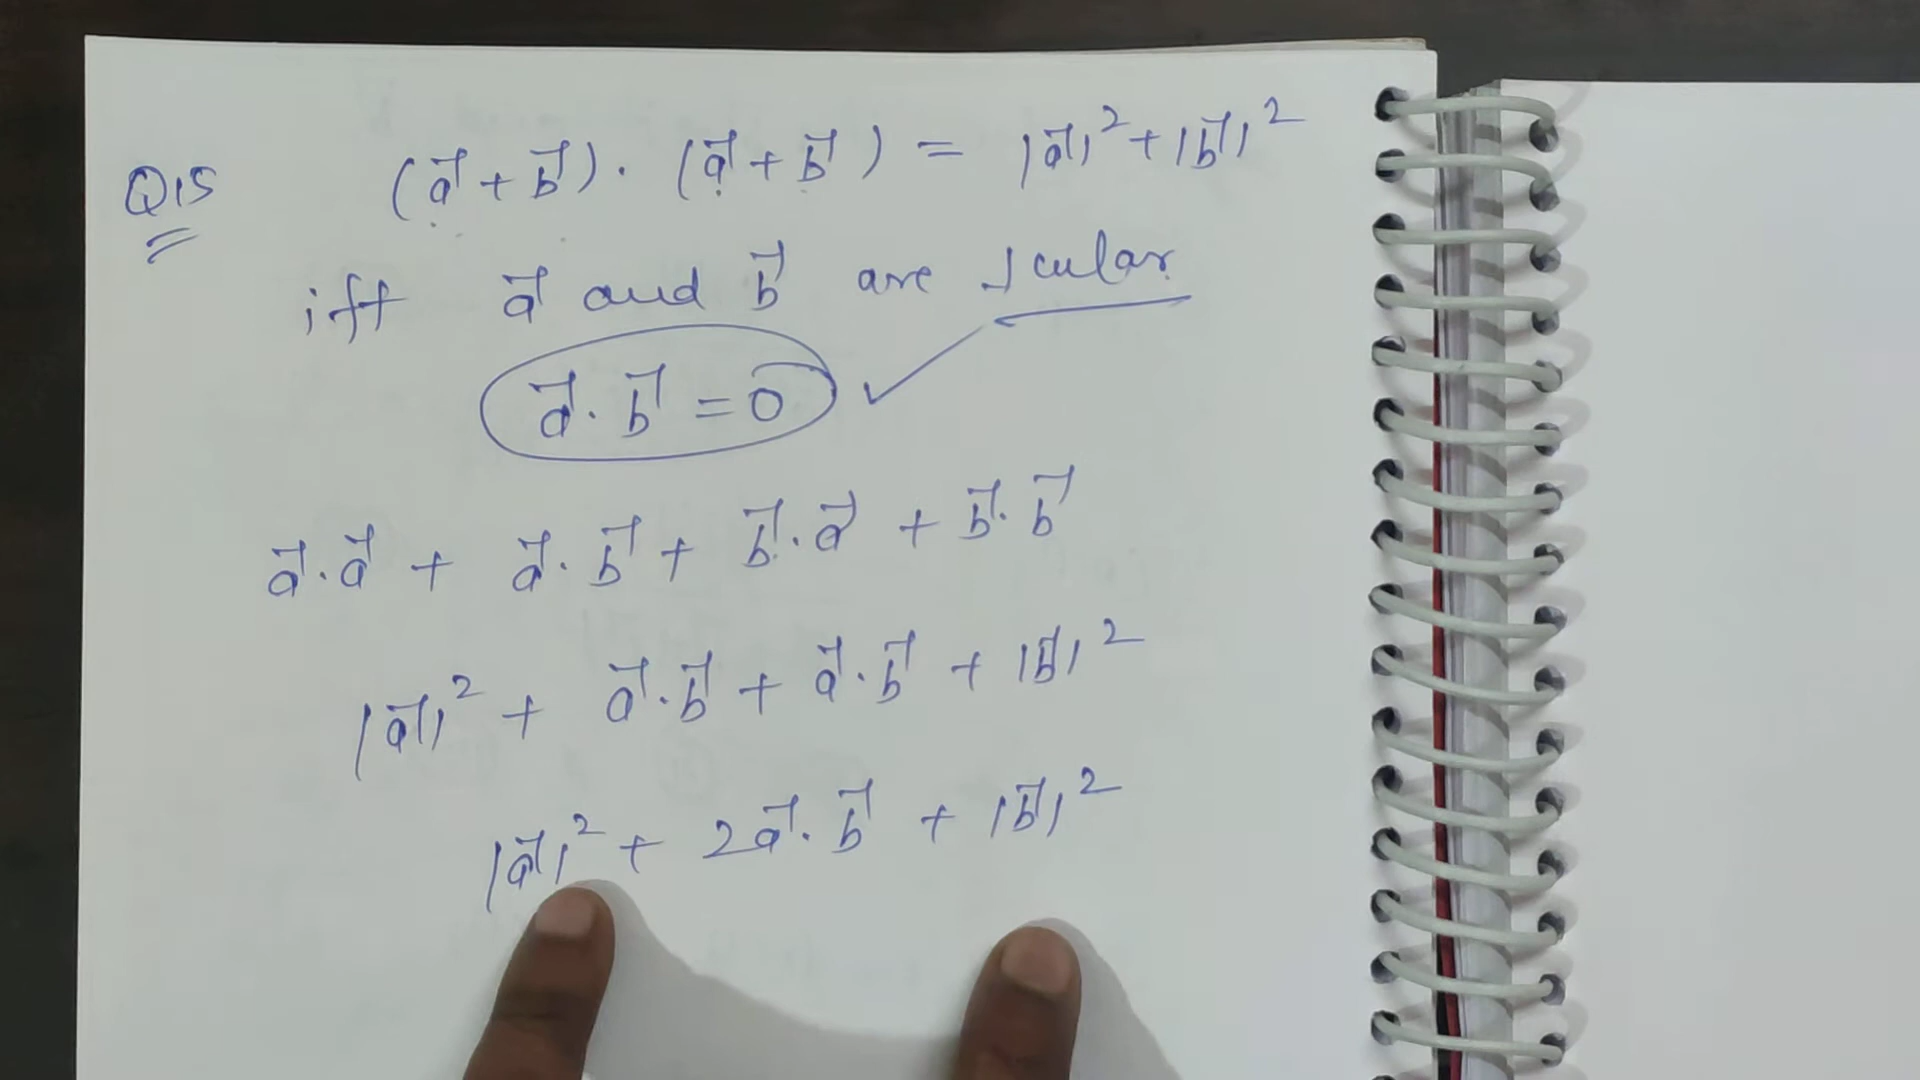 Q15 (a⃗ + b⃗) · (a⃗ + b⃗) = |a⃗|² + |b⃗|²
iff a⃗ and b⃗ are ⊥cular
a⃗ · b⃗ = 0
a⃗ · a⃗ + a⃗ · b⃗ + b⃗ · a⃗ + b⃗ · b⃗
|a⃗|² + a⃗ · b⃗ + a⃗ · b⃗ + |b⃗|²
|a⃗|² + 2a⃗ · b⃗ + |b⃗|²